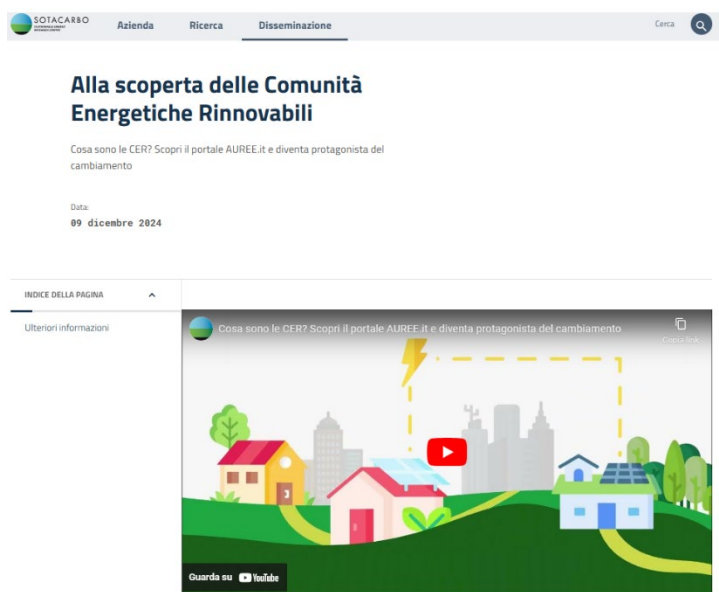 SOTACARBO
Azienda
Ricerca
Disseminazione
Cerca
Alla scoperta delle Comunità
Energetiche Rinnovabili
Cosa sono le CER? Scopri il portale AUREE.it e diventa protagonista del
cambiamento
Data:
09 dicembre 2024
INDICE DELLA PAGINA
Ulteriori informazioni
Cosa sono le CER? Scopri il portale AUREE.it e diventa protagonista del cambiamento
Copia link
Guarda su YouTube